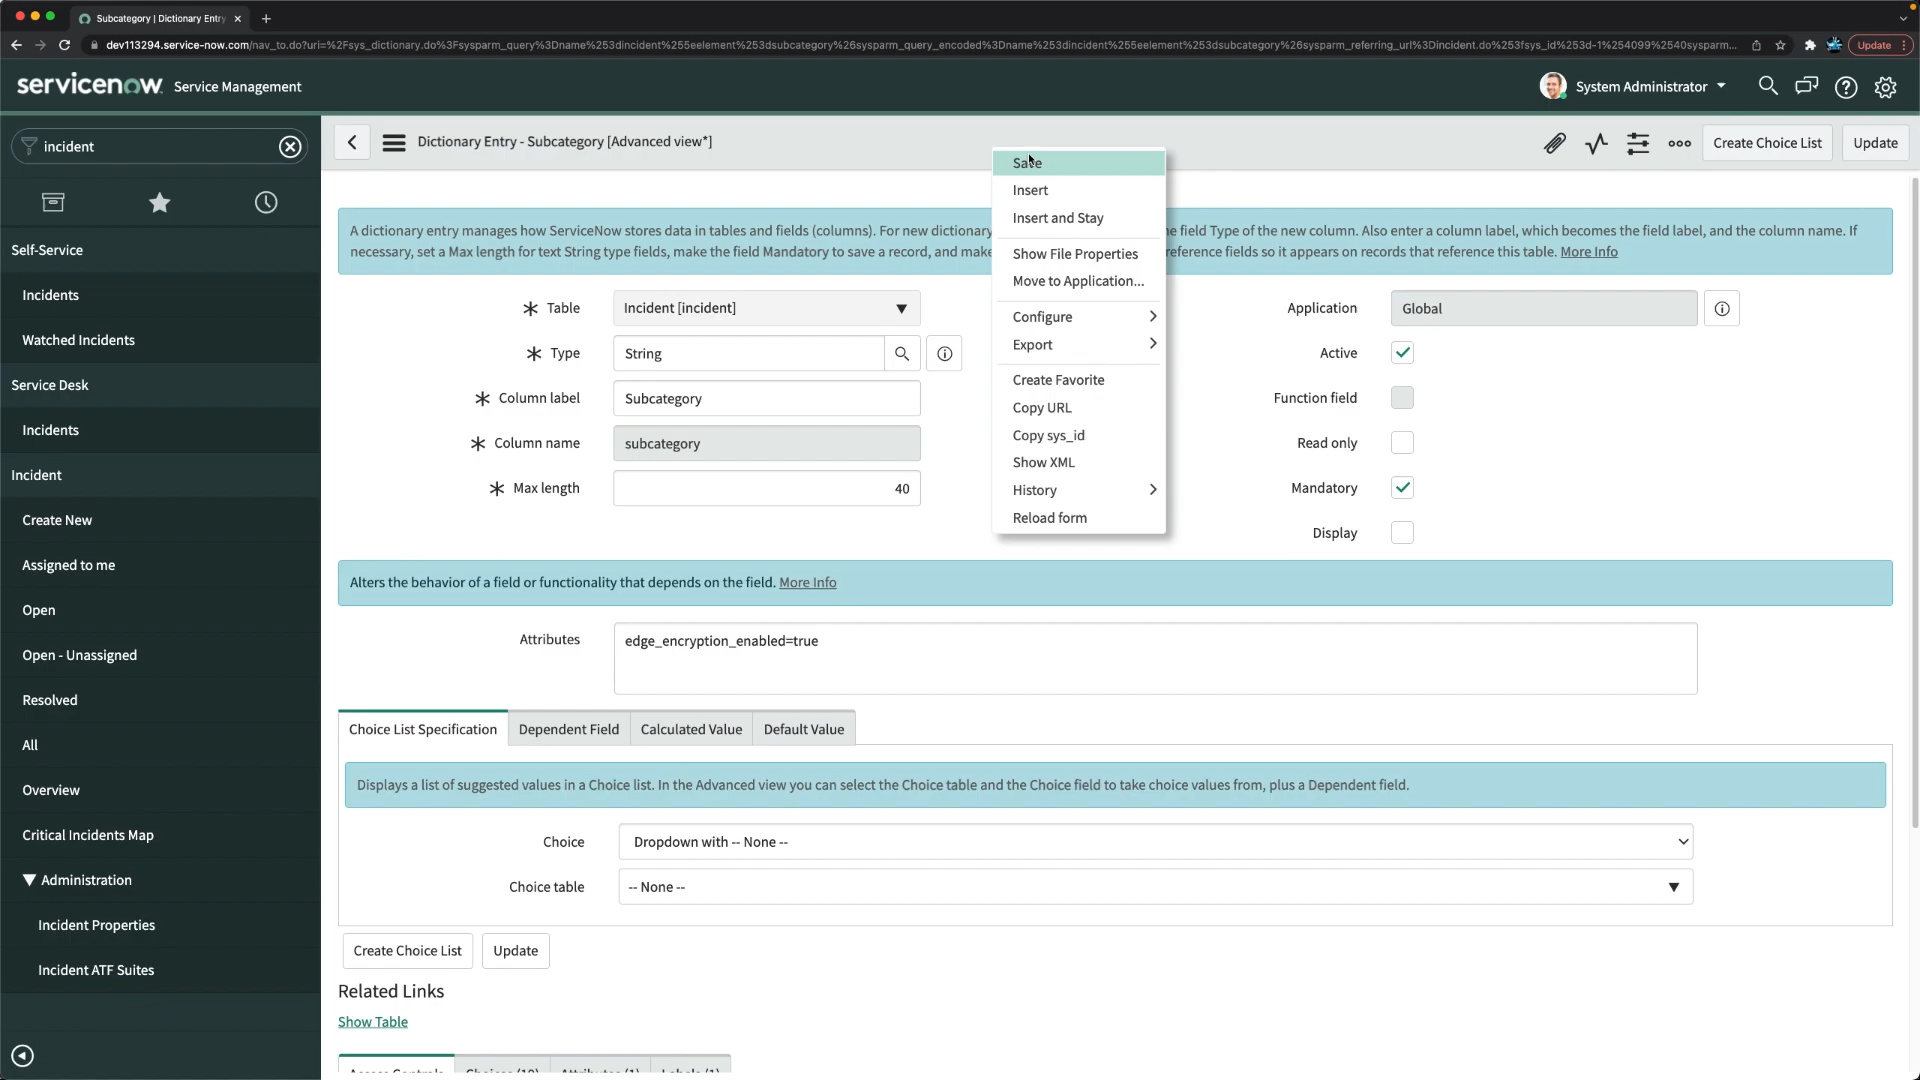 Subcategory | Dictionary Entry
dev113294.service-now.com/nav_to.do?uri=%2Fsys_dictionary.do%3Fsysparm_query%3Dname%253dincident%255eelement%253dsubcategory%26sysparm_query_encoded%3Dname%253dincident%255eelement%253dsubcategory%26sysparm_referring_url%3Dincident.do%253fsys_id%253d-1%254099%2540sysparm...
Update
servicenow
Service Management
System Administrator
incident
Dictionary Entry - Subcategory [Advanced view*]
Create Choice List
Update
Self-Service
Incidents
Watched Incidents
Service Desk
Incidents
Incident
Create New
Assigned to me
Open
Open - Unassigned
Resolved
All
Overview
Critical Incidents Map
Administration
Incident Properties
Incident ATF Suites
A dictionary entry manages how ServiceNow stores data in tables and fields (columns). For new dictionary
he field Type of the new column. Also enter a column label, which becomes the field label, and the column name. If
necessary, set a Max length for text String type fields, make the field Mandatory to save a record, and make
reference fields so it appears on records that reference this table. More Info
Save
Insert
Insert and Stay
Show File Properties
Move to Application...
Configure
Export
Create Favorite
Copy URL
Copy sys_id
Show XML
History
Reload form
Table
Incident [incident]
Type
String
Column label
Subcategory
Column name
subcategory
Max length
40
Application
Global
Active
Function field
Read only
Mandatory
Display
Alters the behavior of a field or functionality that depends on the field. More Info
Attributes
edge_encryption_enabled=true
Choice List Specification
Dependent Field
Calculated Value
Default Value
Displays a list of suggested values in a Choice list. In the Advanced view you can select the Choice table and the Choice field to take choice values from, plus a Dependent field.
Choice
Dropdown with -- None --
Choice table
-- None --
Create Choice List
Update
Related Links
Show Table
Access Controls
Choices (19)
Attributes (1)
Labels (1)